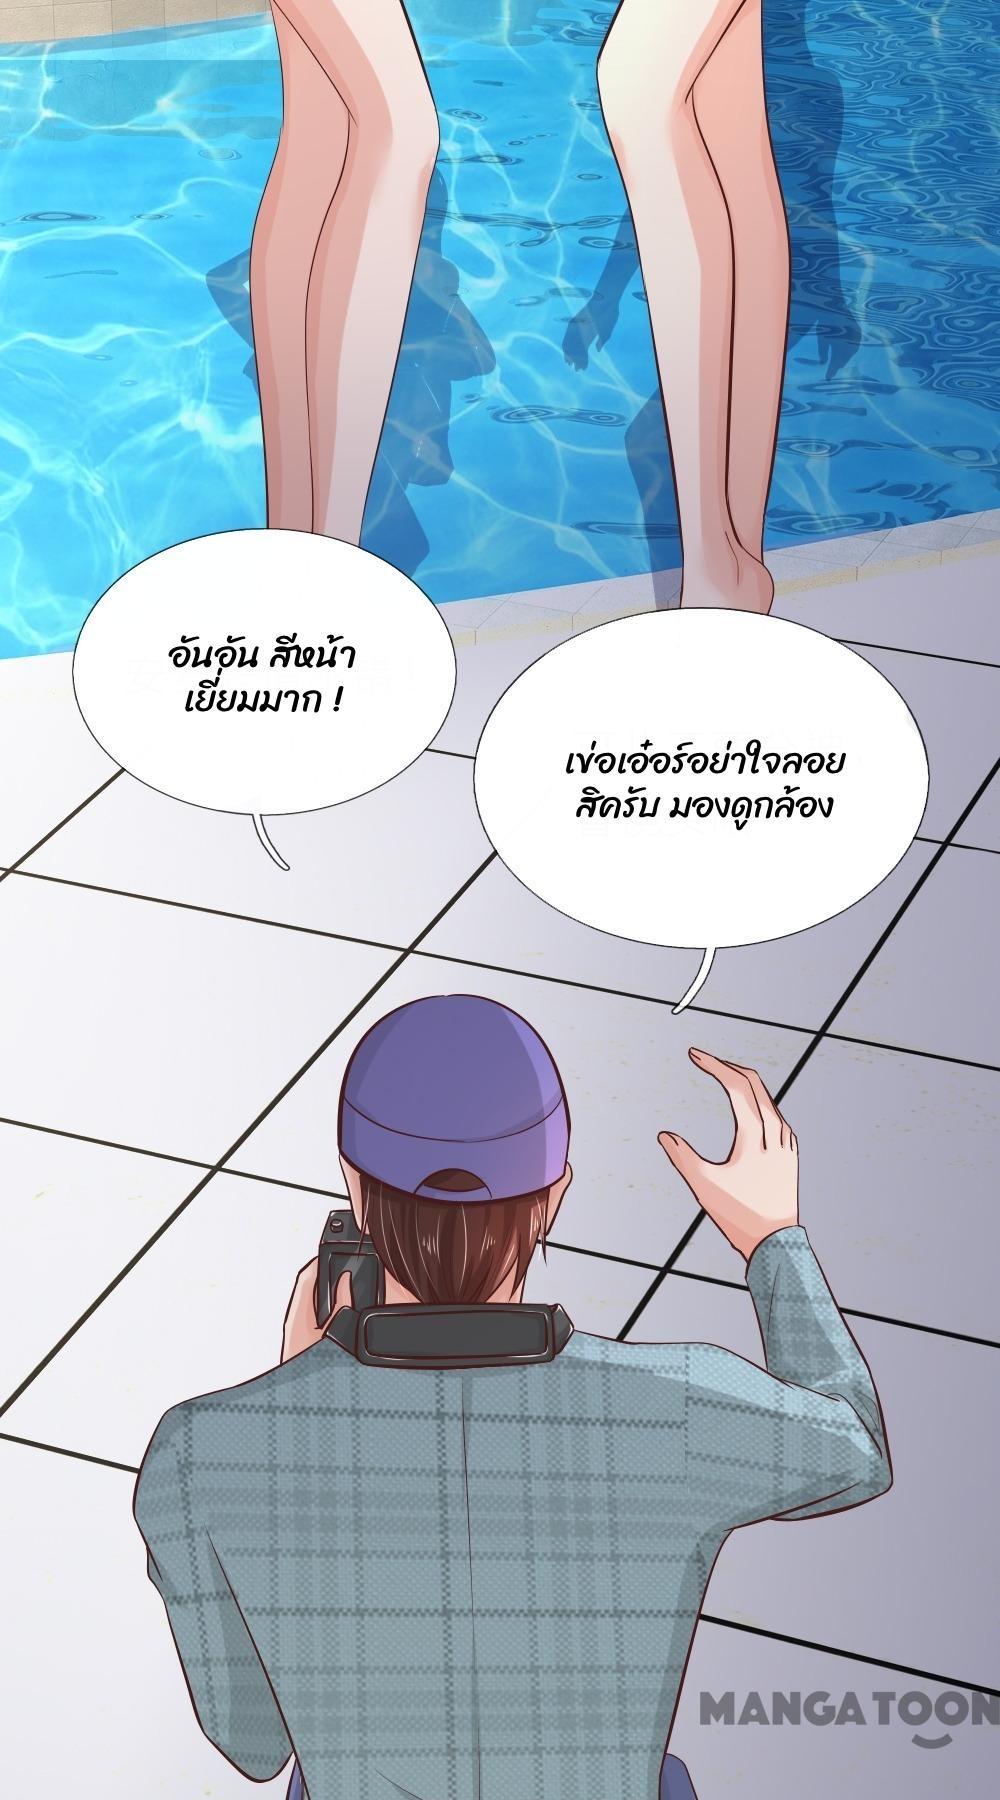 อันอัน สีหน้า
เยี่ยมมาก !
เข่อเอ๋อร์อย่าใจลอย
สิครับ มองดูกล้อง
MANGATOON